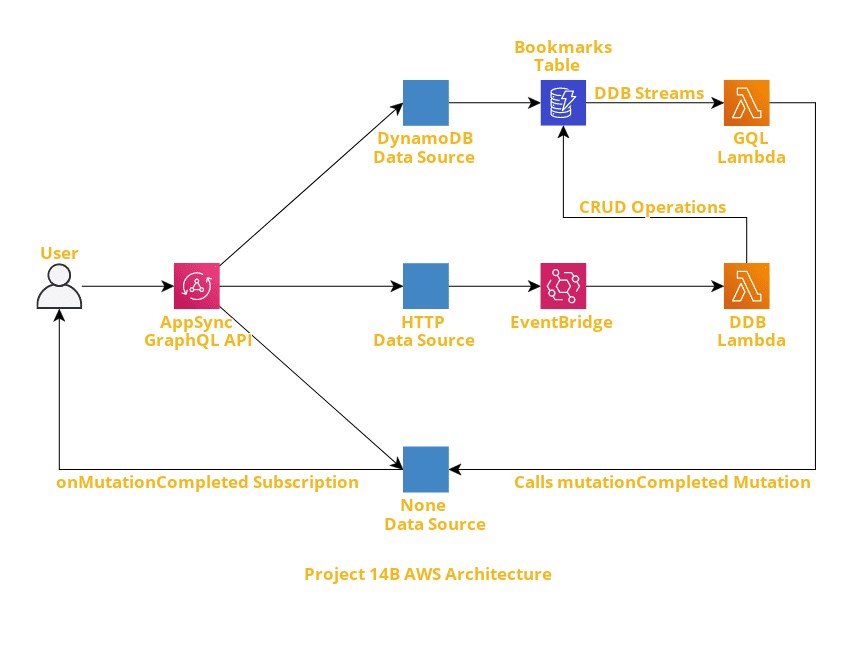 Bookmarks
Table
DDB Streams
DynamoDB
Data Source
GQL
Lambda
CRUD Operations
User
AppSync
GraphQL API
HTTP
Data Source
EventBridge
DDB
Lambda
onMutationCompleted Subscription
Calls mutationCompleted Mutation
None
Data Source
Project 14B AWS Architecture